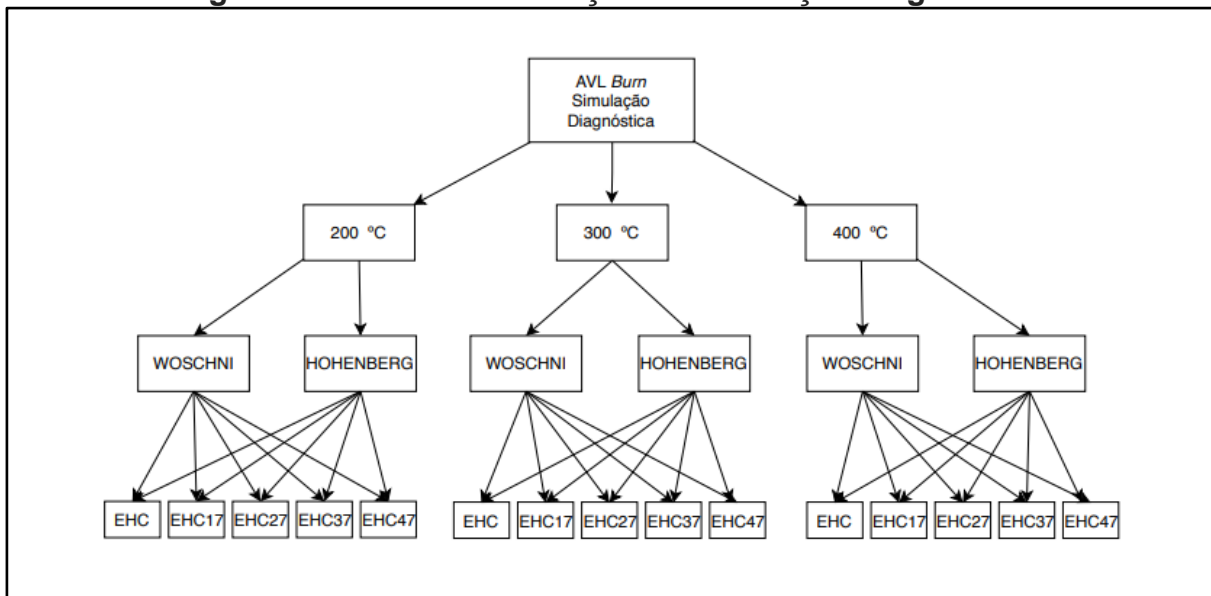 AVL Burn
Simulação
Diagnóstica
200 ºC
300 ºC
400 ºC
WOSCHNI
HOHENBERG
WOSCHNI
HOHENBERG
WOSCHNI
HOHENBERG
EHC
EHC17
EHC27
EHC37
EHC47
EHC
EHC17
EHC27
EHC37
EHC47
EHC
EHC17
EHC27
EHC37
EHC47